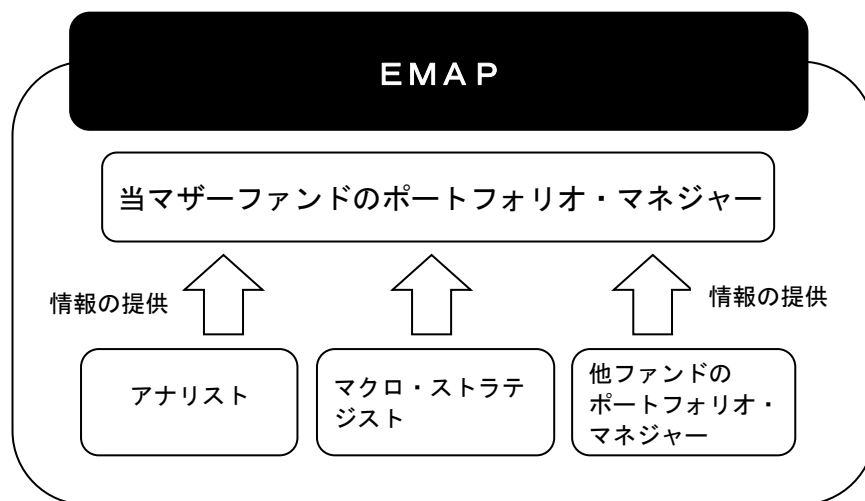 ＥＭＡＰ
当マザーファンドのポートフォリオ・マネジャー
情報の提供
情報の提供
アナリスト
マクロ・ストラテ
ジスト
他ファンドの
ポートフォリオ・
マネジャー